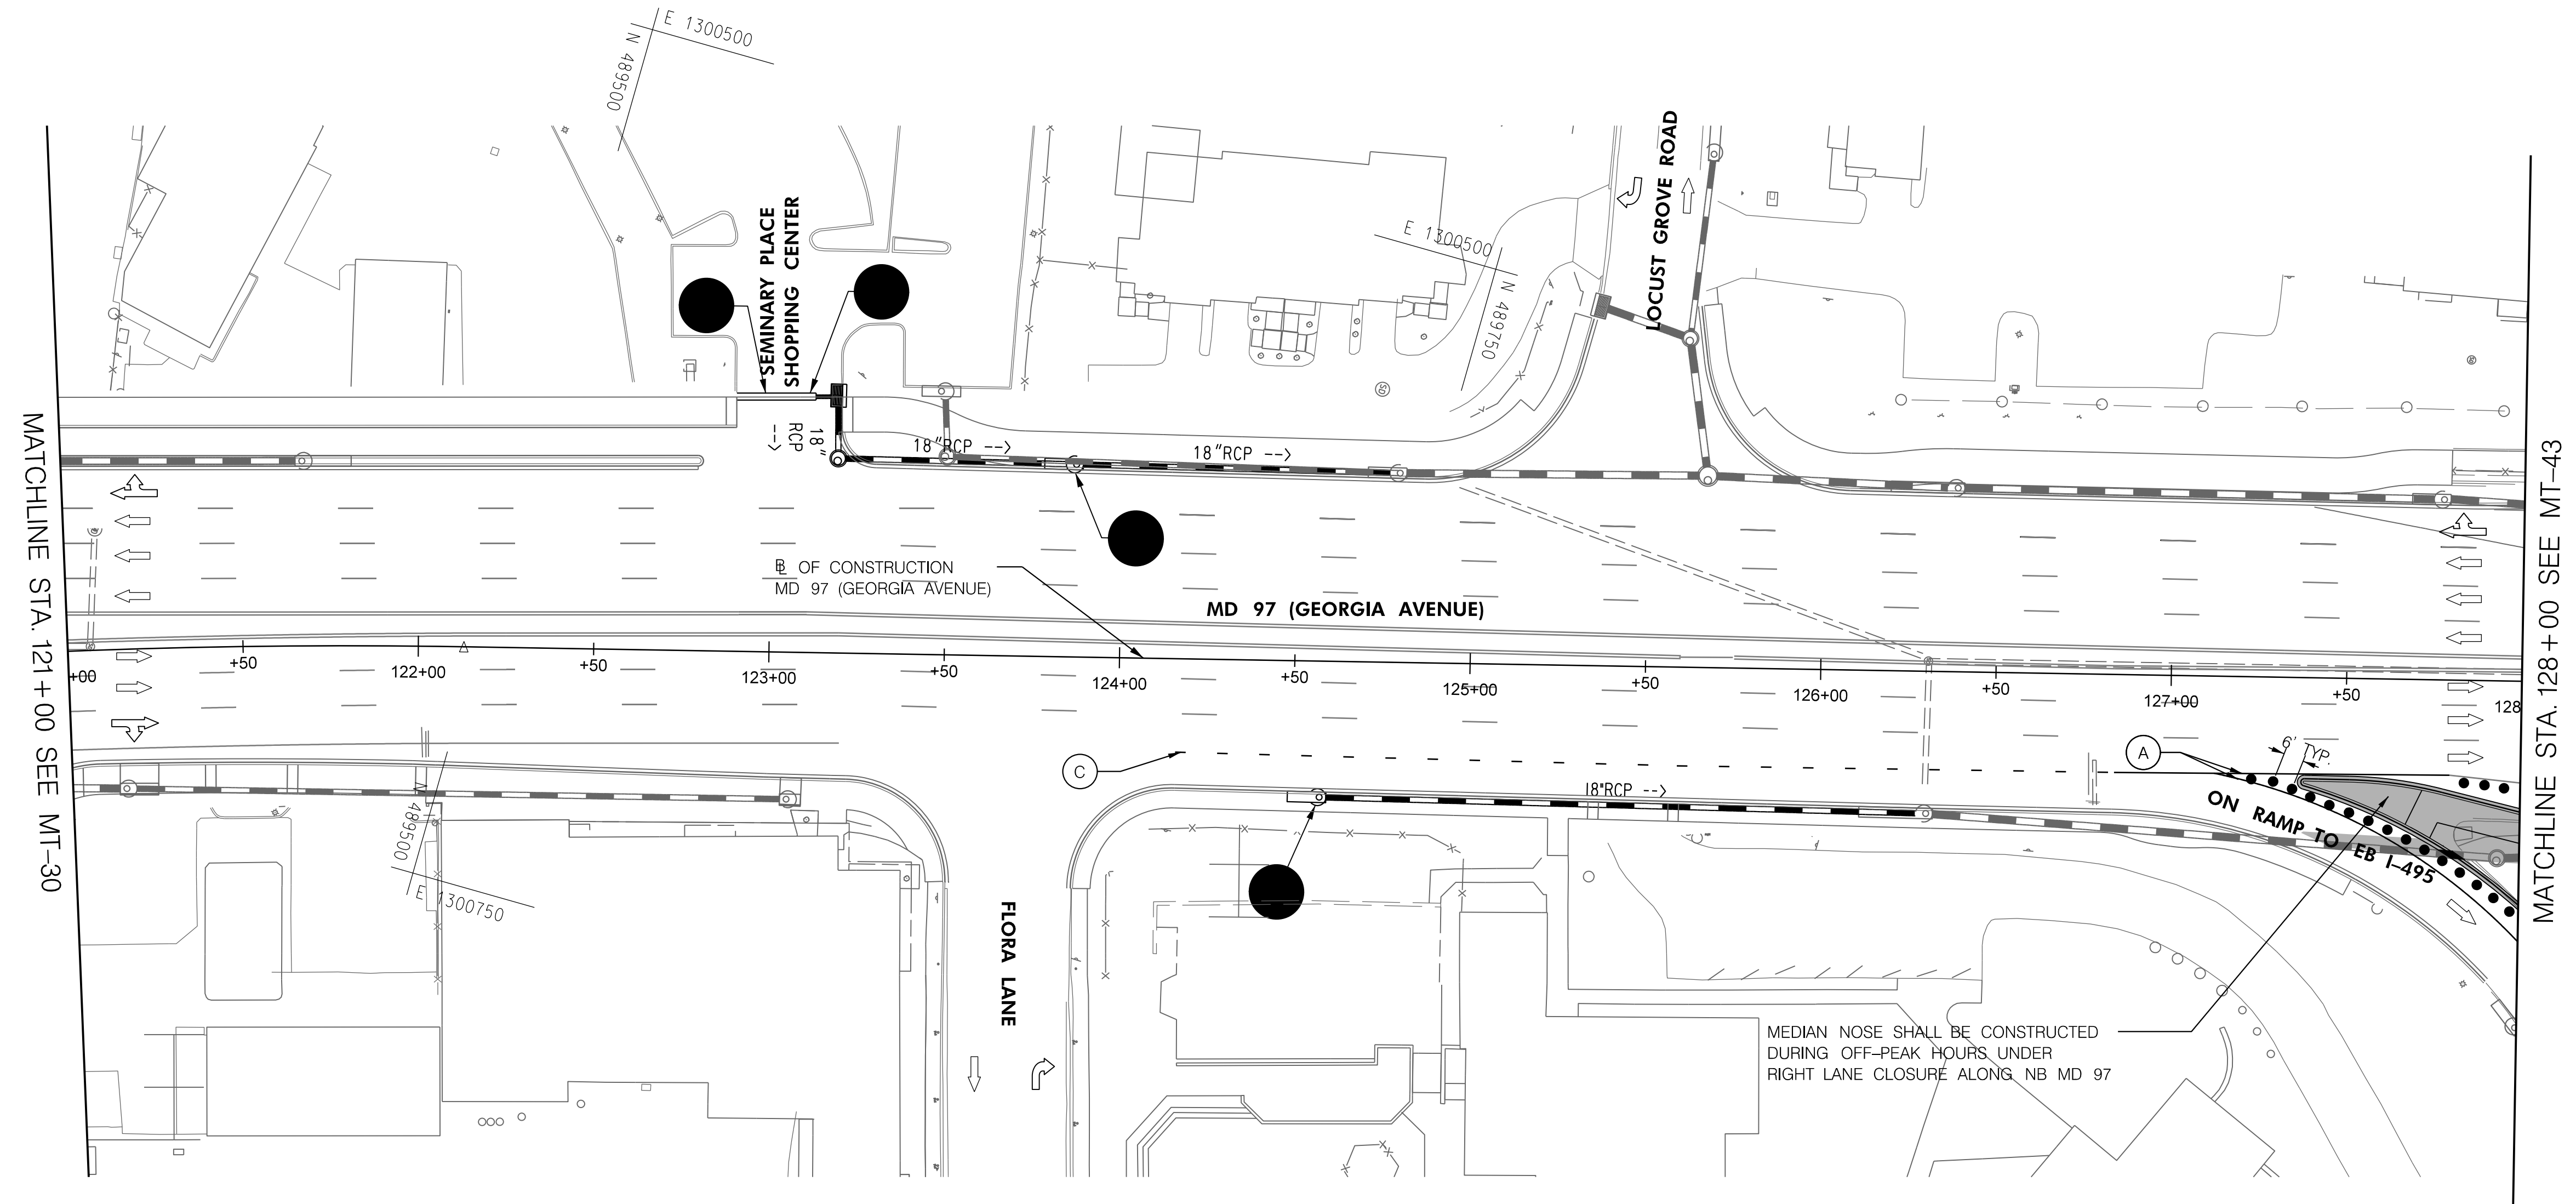 E 1300500
N 489500
SEMINARY PLACE
SHOPPING CENTER
LOCUST GROVE ROAD
E 1300500
N 489750
SD
18"
RCP
-->
18"RCP -->
18"RCP -->
MATCHLINE STA. 121+00 SEE MT-30
MATCHLINE STA. 128+00 SEE MT-43
BL OF CONSTRUCTION
MD 97 (GEORGIA AVENUE)
MD 97 (GEORGIA AVENUE)
+00
+50
122+00
+50
123+00
+50
124+00
+50
125+00
+50
126+00
+50
127+00
+50
128
C
A
6' TYP.
18"RCP -->
ON RAMP TO EB I-495
N 489500
E 1300750
FLORA LANE
MEDIAN NOSE SHALL BE CONSTRUCTED
DURING OFF-PEAK HOURS UNDER
RIGHT LANE CLOSURE ALONG NB MD 97